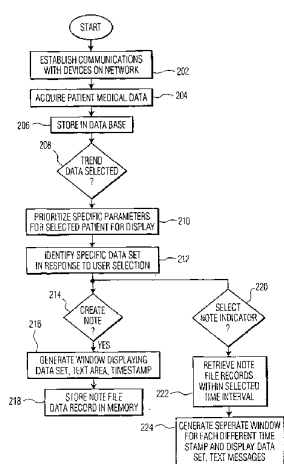 START
ESTABLISH COMMUNICATIONS
WITH DEVICES ON NETWORK
202
ACQUIRE PATIENT MEDICAL DATA
204
206
STORE IN DATA BASE
208
TREND
DATA SELECTED
?
PRIORITIZE SPECIFIC PARAMETERS
FOR SELECTED PATIENT FOR DISPLAY
210
IDENTIFY SPECIFIC DATA SET
IN RESPONSE TO USER SELECTION
212
214
CREATE
NOTE
?
YES
216
GENERATE WINDOW DISPLAYING
DATA SET, TEXT AREA, TIMESTAMP
218
STORE NOTE FILE
DATA RECORD IN MEMORY
220
SELECT
NOTE INDICATOR
?
RETRIEVE NOTE
FILE RECORDS
WITHIN SELECTED
TIME INTERVAL
222
GENERATE SEPERATE WINDOW
FOR EACH DIFFERENT TIME
STAMP AND DISPLAY DATA
SET, TEXT MESSAGES
224